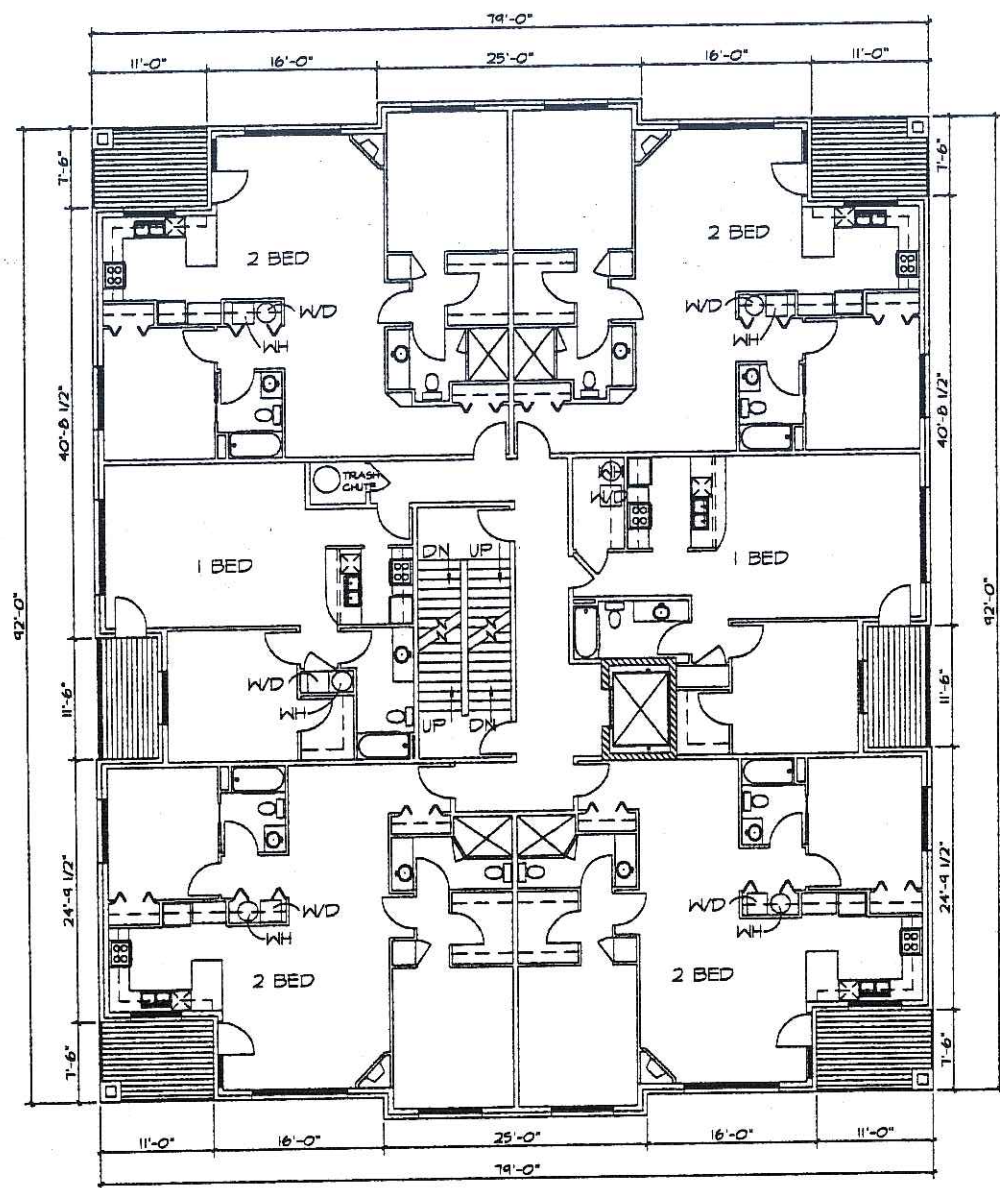 79'-0"
11'-0" 16'-0" 25'-0" 16'-0" 11'-0"
7'-6" 7'-6"
2 BED 2 BED
W/D W/D
WH WH
40'-8 1/2" 40'-8 1/2"
TRASH
CHUTE
WH
W/D
DN UP
1 BED 1 BED
92'-0" 92'-0"
11'-6" 11'-6"
W/D
WH
UP DN
24'-4 1/2" 24'-4 1/2"
W/D W/D
WH WH
2 BED 2 BED
7'-6" 7'-6"
11'-0" 16'-0" 25'-0" 16'-0" 11'-0"
79'-0"